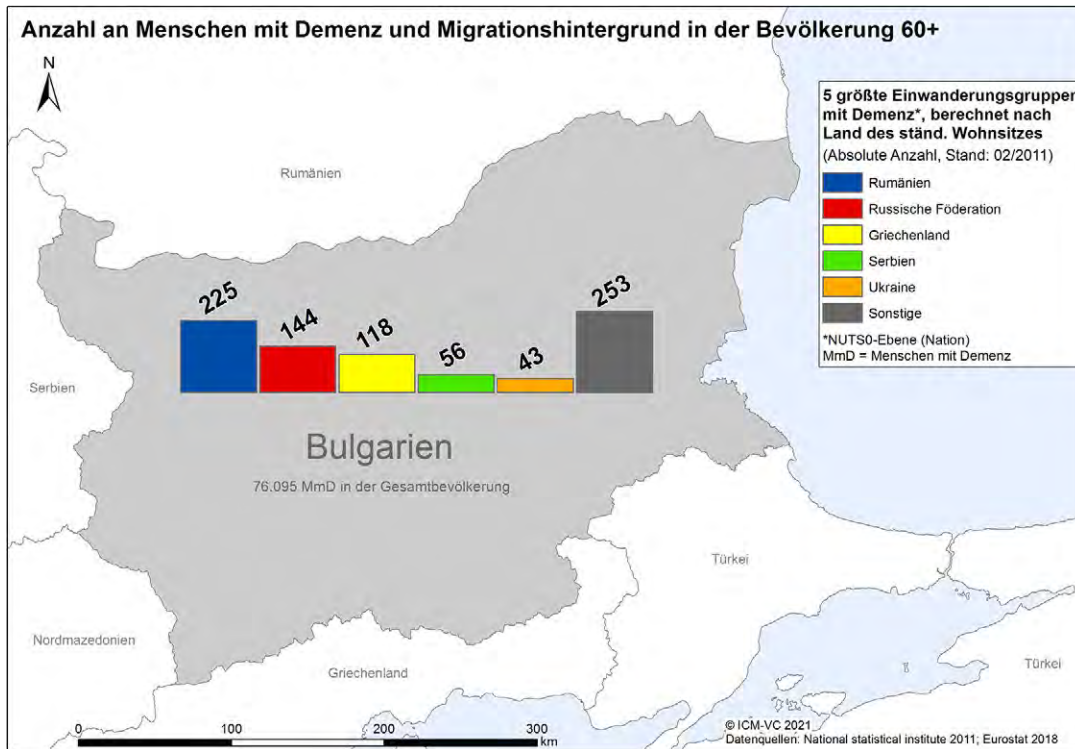 Anzahl an Menschen mit Demenz und Migrationshintergrund in der Bevölkerung 60+
N
5 größte Einwanderungsgruppen
mit Demenz*, berechnet nach
Land des ständ. Wohnsitzes
(Absolute Anzahl, Stand: 02/2011)
Rumänien
Russische Föderation
Griechenland
Serbien
Ukraine
Sonstige
*NUTS0-Ebene (Nation)
MmD = Menschen mit Demenz
Rumänien
225
144
118
56
43
253
Serbien
Bulgarien
76.095 MmD in der Gesamtbevölkerung
Türkei
Nordmazedonien
Griechenland
Türkei
0 100 200 300
km
© ICM-VC 2021
Datenquellen: National statistical institute 2011; Eurostat 2018